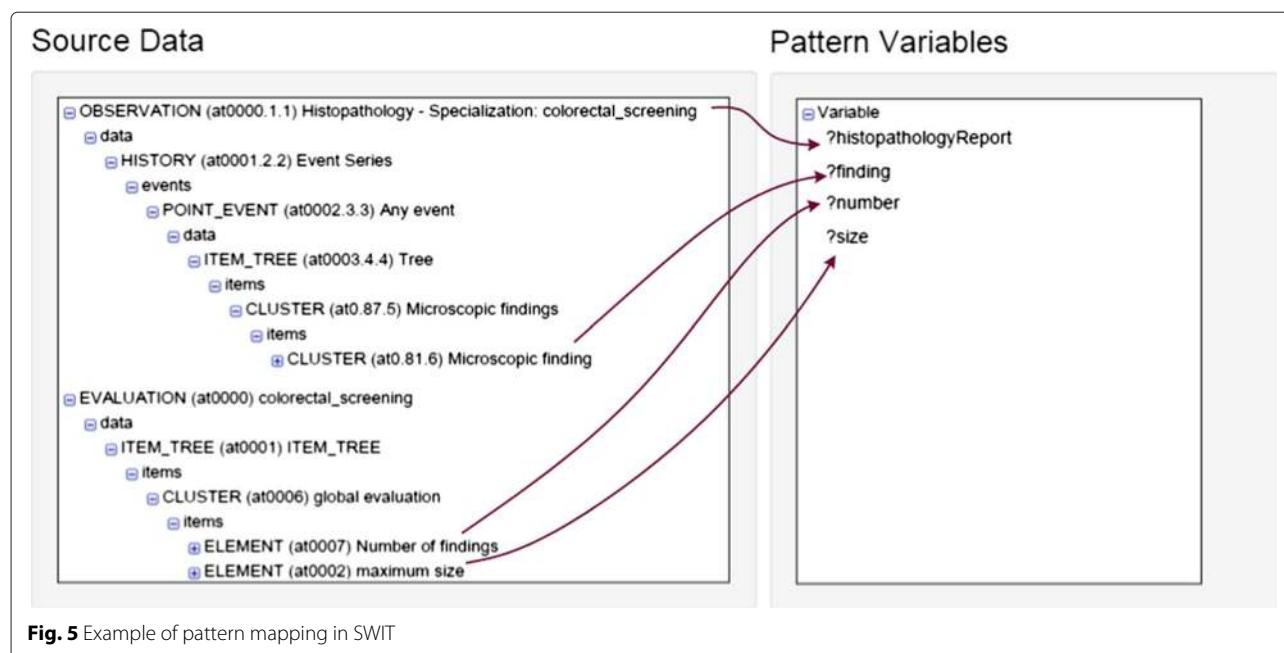 Source Data
OBSERVATION (at0000.1.1) Histopathology - Specialization: colorectal_screening
data
HISTORY (at0001.2.2) Event Series
events
POINT_EVENT (at0002.3.3) Any event
data
ITEM_TREE (at0003.4.4) Tree
items
CLUSTER (at0.87.5) Microscopic findings
items
CLUSTER (at0.81.6) Microscopic finding
EVALUATION (at0000) colorectal_screening
data
ITEM_TREE (at0001) ITEM_TREE
items
CLUSTER (at0006) global evaluation
items
ELEMENT (at0007) Number of findings
ELEMENT (at0002) maximum size
Pattern Variables
Variable
?histopathologyReport
?finding
?number
?size
Fig. 5 Example of pattern mapping in SWIT